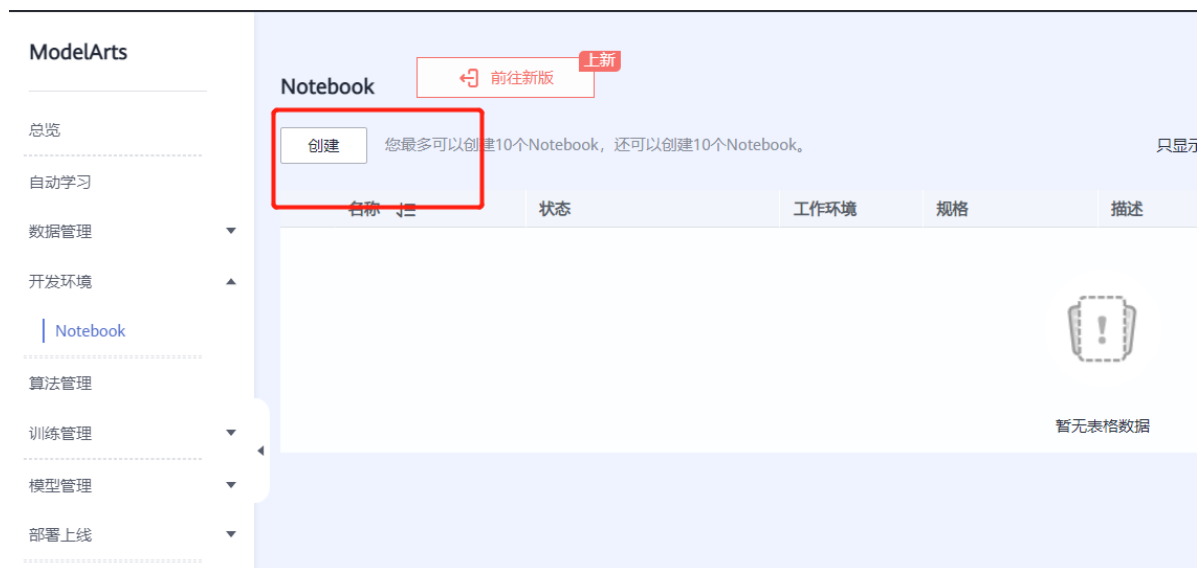 ModelArts
总览
自动学习
数据管理
开发环境
Notebook
算法管理
训练管理
模型管理
部署上线
Notebook
前往新版
上新
创建
您最多可以创建10个Notebook，还可以创建10个Notebook。
只显示
名称 状态 工作环境 规格 描述
暂无表格数据